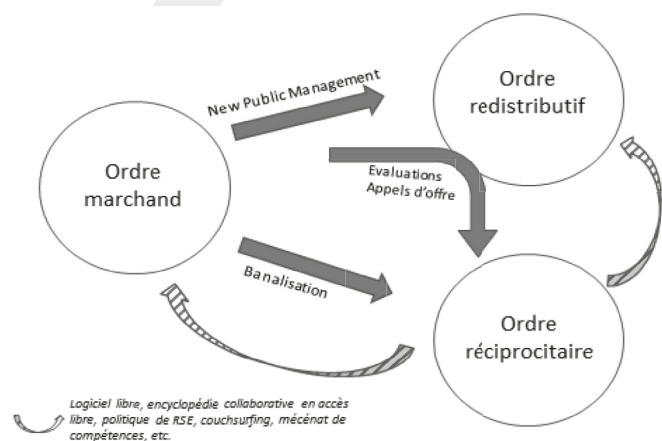 New Public Management
Ordre
redistributif
Ordre
marchand
Evaluations
Appels d'offre
Banalisation
Ordre
réciprocitaire
Logiciel libre, encyclopédie collaborative en accès
libre, politique de RSE, couchsurfing, mécénat de
compétences, etc.